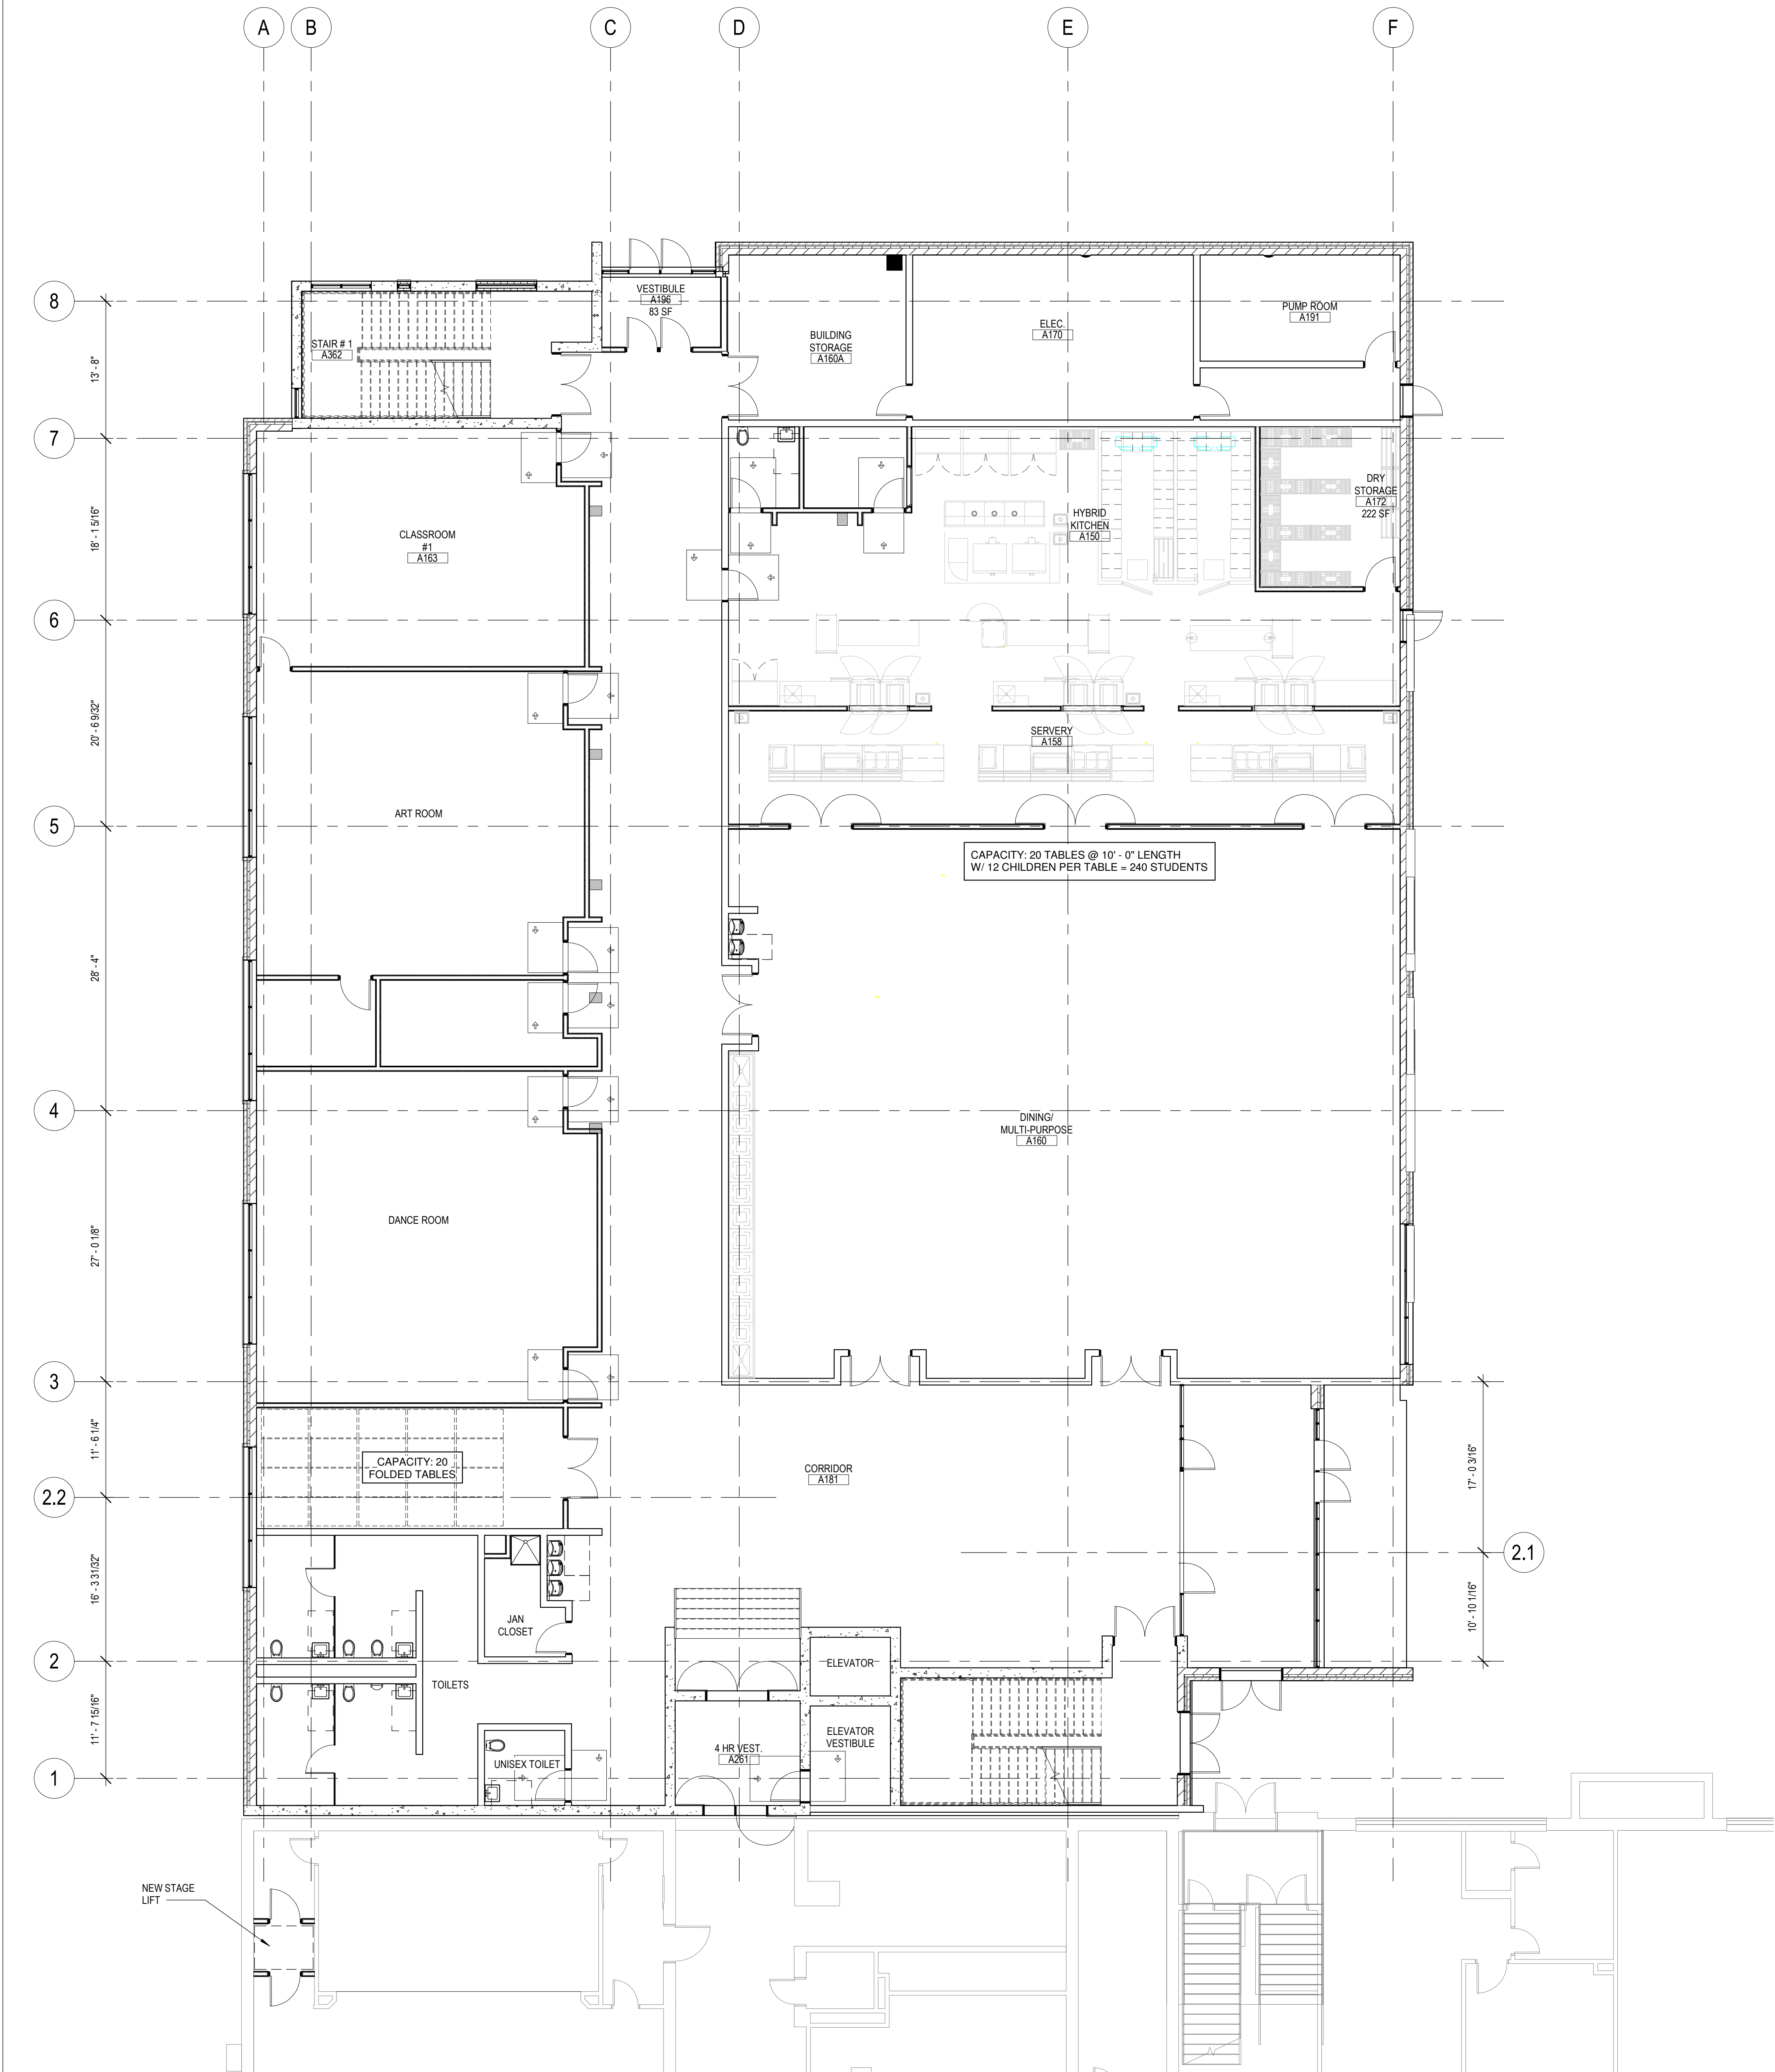 A
B
C
D
E
F
8
VESTIBULE
A196
83 SF
STAIR # 1
A362
BUILDING
STORAGE
A160A
ELEC.
A170
PUMP ROOM
A191
13' - 8"
7
CLASSROOM
#1
A163
HYBRID
KITCHEN
A150
DRY
STORAGE
A172
222 SF
18' - 1 5/16"
6
20' - 6 9/32"
SERVERY
A158
ART ROOM
5
CAPACITY: 20 TABLES @ 10' - 0" LENGTH
W/ 12 CHILDREN PER TABLE = 240 STUDENTS
28' - 4"
4
DINING/
MULTI-PURPOSE
A160
DANCE ROOM
27' - 0 1/8"
3
11' - 6 1/4"
CAPACITY: 20
FOLDED TABLES
CORRIDOR
A181
17' - 0 3/16"
2.2
2.1
16' - 3 31/32"
JAN
CLOSET
10' - 10 1/16"
2
ELEVATOR
TOILETS
11' - 7 15/16"
ELEVATOR
VESTIBULE
4 HR VEST.
A261
UNISEX TOILET
1
NEW STAGE
LIFT